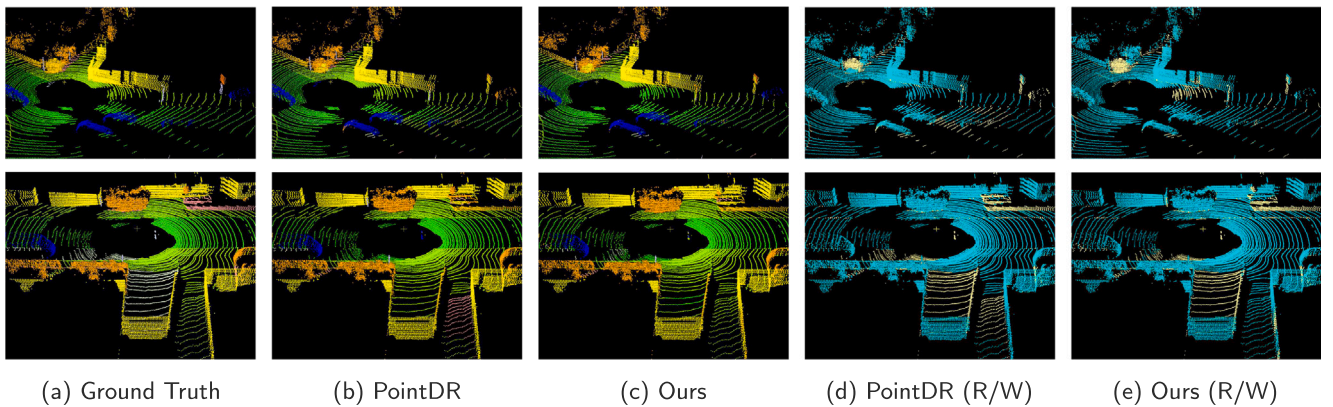 (a) Ground Truth
(b) PointDR
(c) Ours
(d) PointDR (R/W)
(e) Ours (R/W)